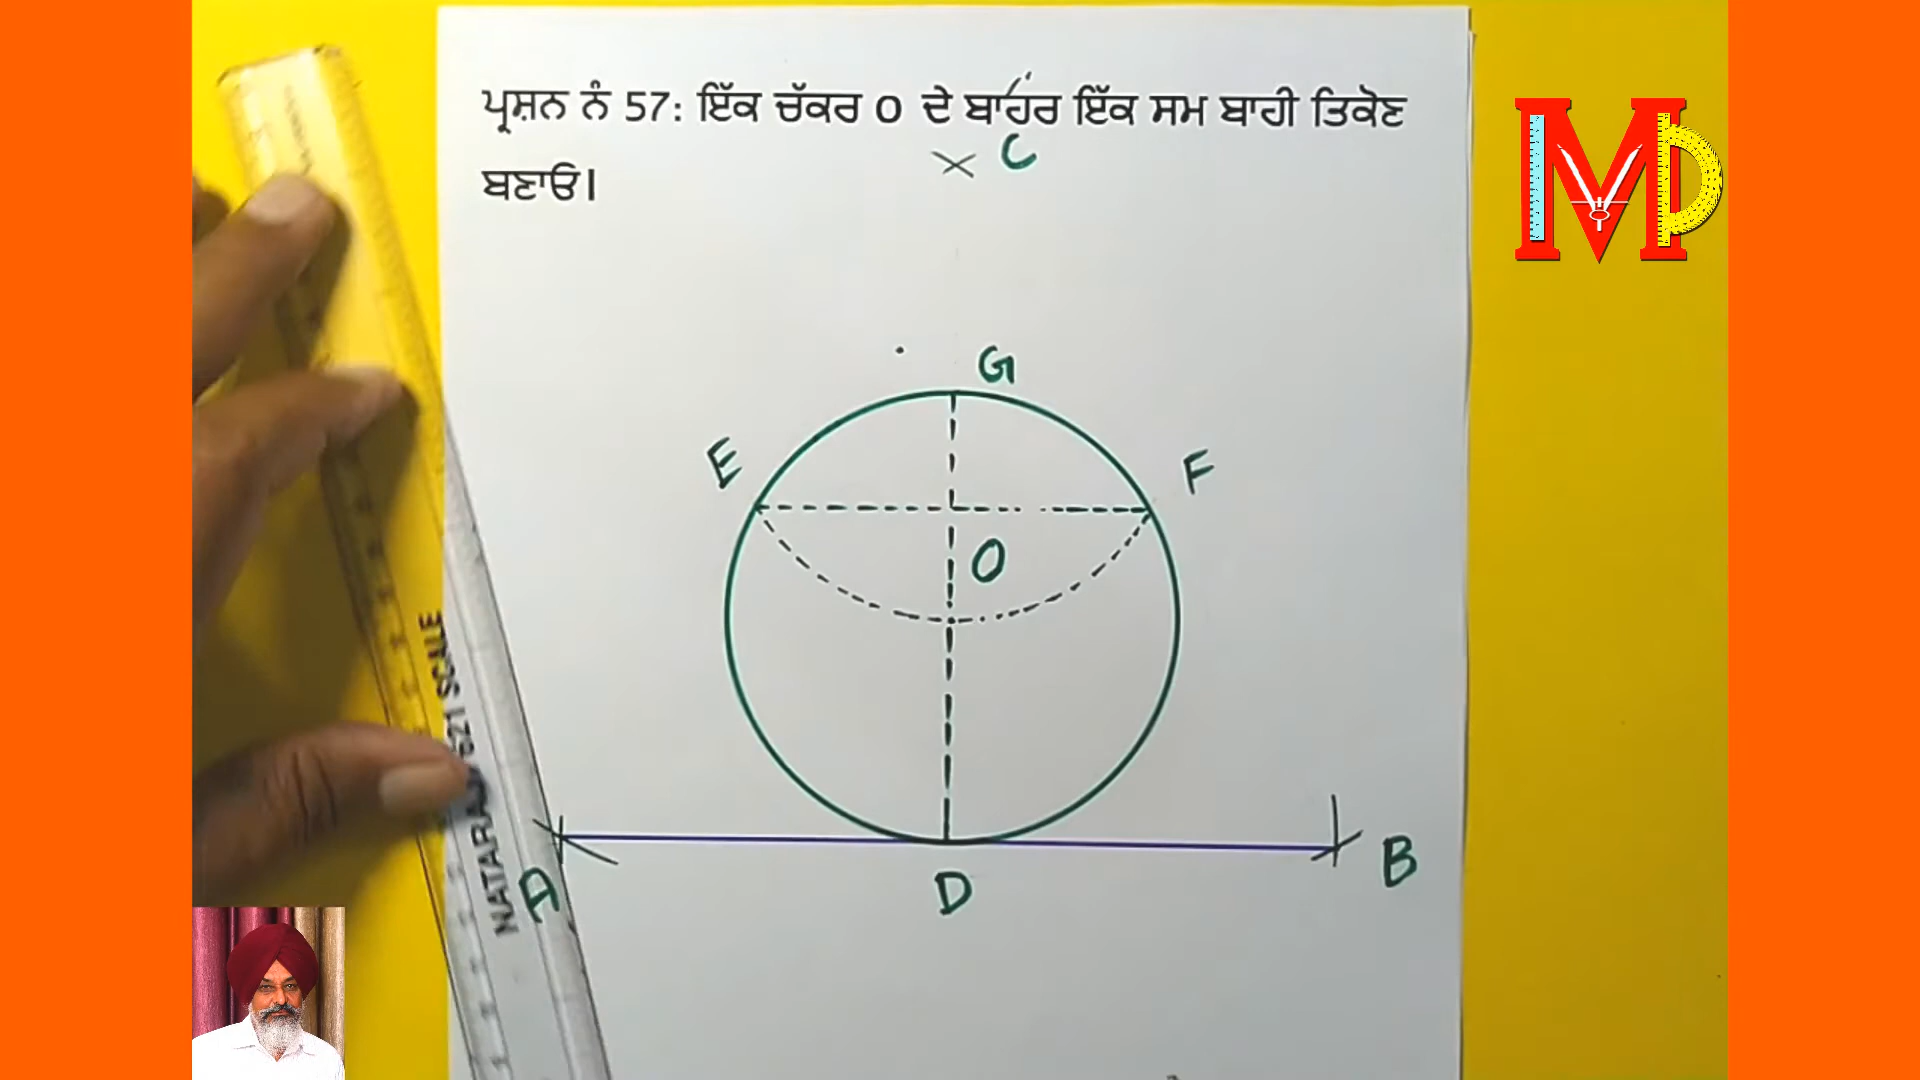 ਪ੍ਰਸ਼ਨ ਨੰ 57: ਇੱਕ ਚੱਕਰ O ਦੇ ਬਾਹਰ ਇੱਕ ਸਮ ਬਾਹੀ ਤਿਕੋਣ
ਬਣਾਓ।
C
G
E
F
O
A
B
D
NATARAJ 621 SCALE
MP